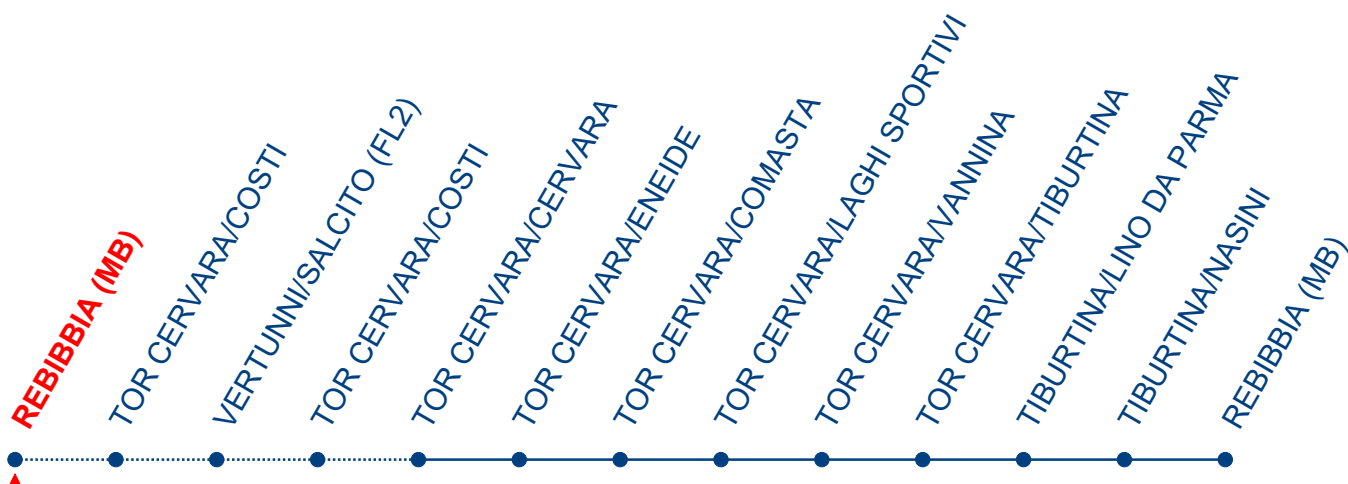 REBIBBIA (MB)
TOR CERVARA/COSTI
VERTUNNI/SALCITO (FL2)
TOR CERVARA/COSTI
TOR CERVARA/CERVARA
TOR CERVARA/ENEIDE
TOR CERVARA/COMASTA
TOR CERVARA/LAGHI SPORTIVI
TOR CERVARA/VANNINA
TOR CERVARA/TIBURTINA
TIBURTINA/LINO DA PARMA
TIBURTINA/NASINI
REBIBBIA (MB)